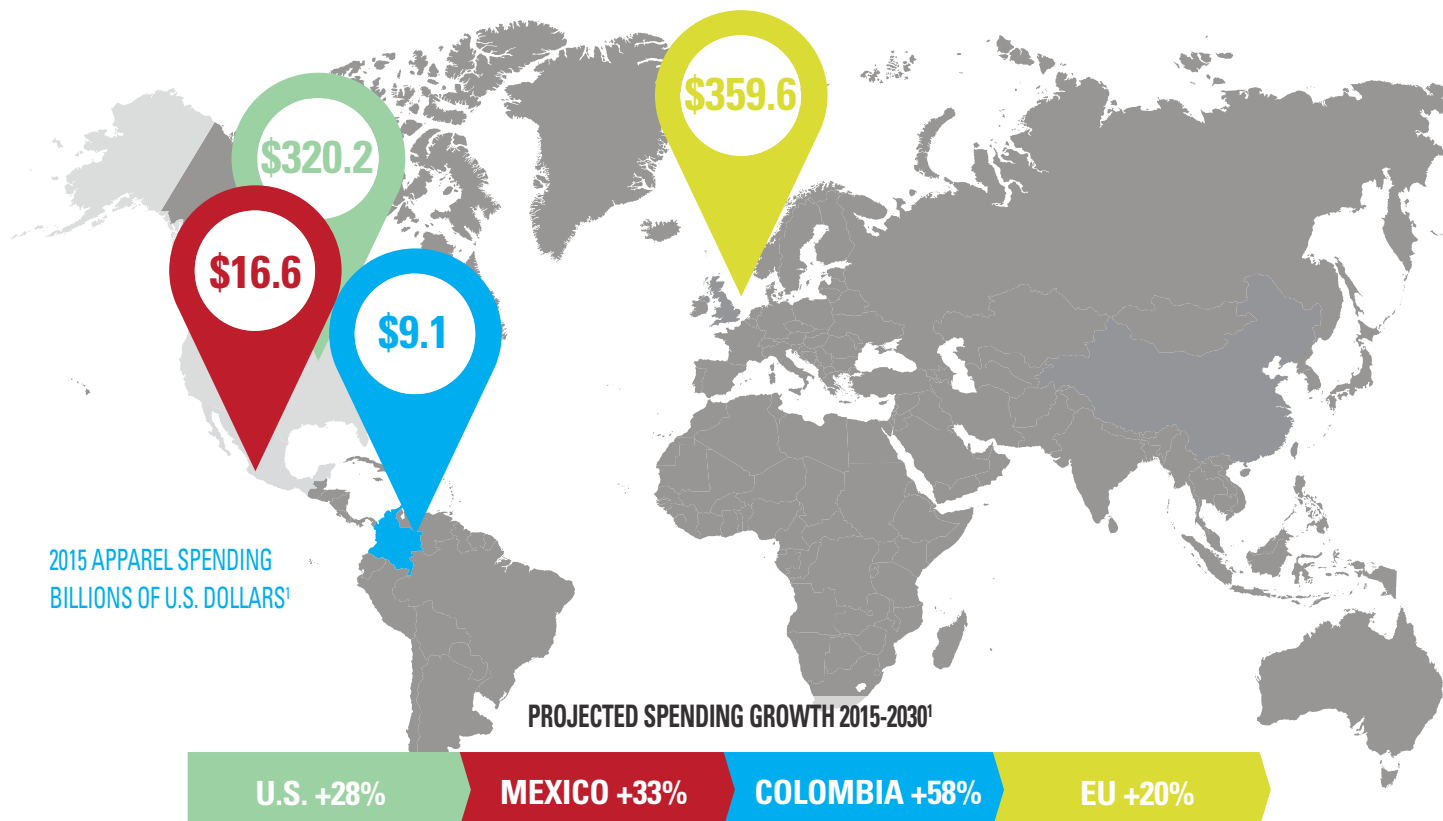 $359.6
$320.2
$16.6
$9.1
2015 APPAREL SPENDING
BILLIONS OF U.S. DOLLARS¹
PROJECTED SPENDING GROWTH 2015-2030¹
U.S. +28%
MEXICO +33%
COLOMBIA +58%
EU +20%